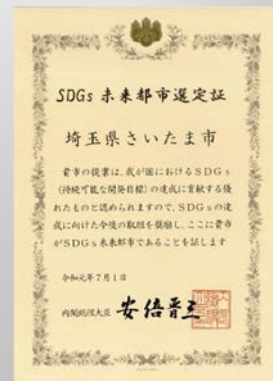 SDGs 未来都市選定証
埼玉県さいたま市
貴市の提案は、我が国におけるSDGs
(持続可能な開発目標)の達成に貢献する優
れたものと認められますので、SDGsの達
成に向けた今後の取組を奨励し、ここに貴市
がSDGs未来都市であることを証します
令和元年7月1日
内閣総理大臣 安倍晋三